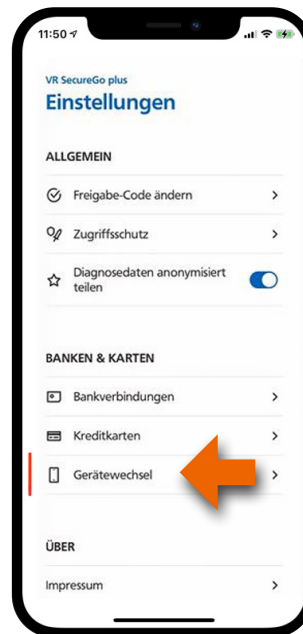 11:50
VR SecureGo plus
Einstellungen
ALLGEMEIN
Freigabe-Code ändern
Zugriffsschutz
Diagnosedaten anonymisiert
teilen
BANKEN & KARTEN
Bankverbindungen
Kreditkarten
Gerätewechsel
ÜBER
Impressum